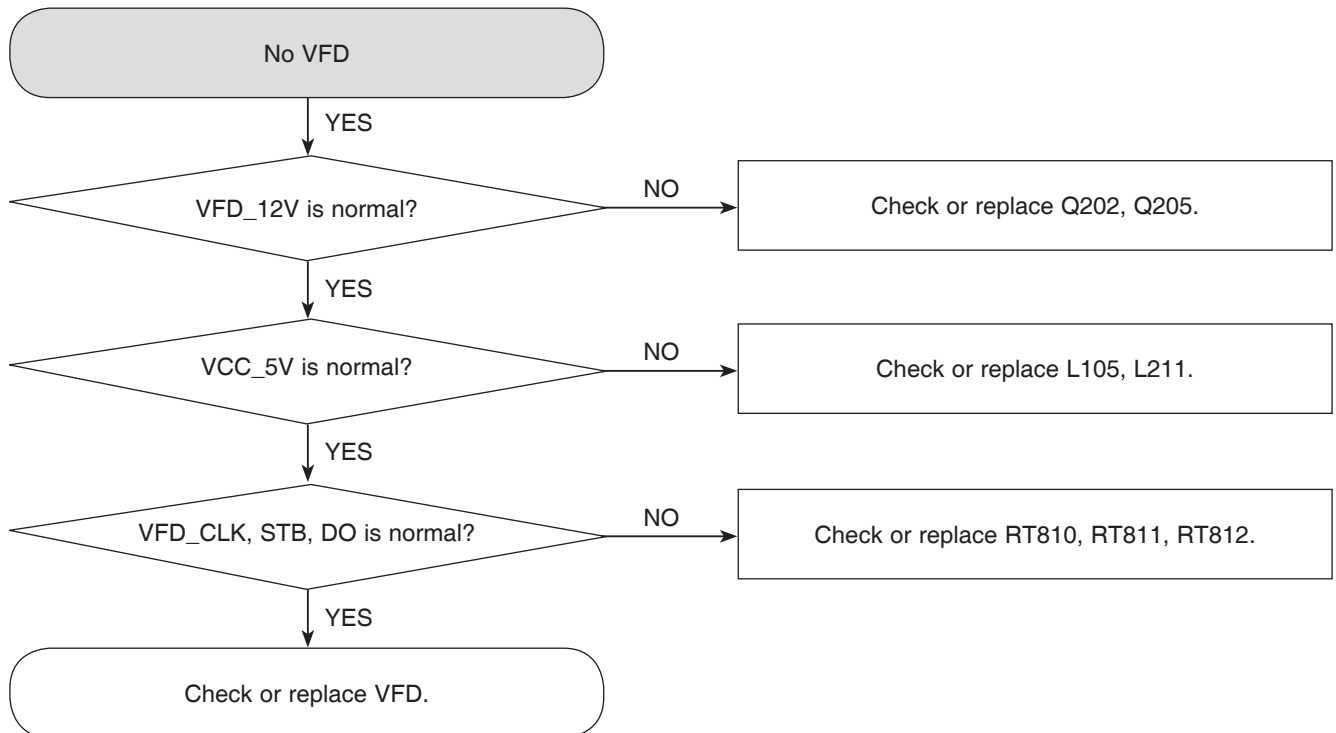 No VFD
YES
VFD_12V is normal?
NO
Check or replace Q202, Q205.
YES
VCC_5V is normal?
NO
Check or replace L105, L211.
YES
VFD_CLK, STB, DO is normal?
NO
Check or replace RT810, RT811, RT812.
YES
Check or replace VFD.